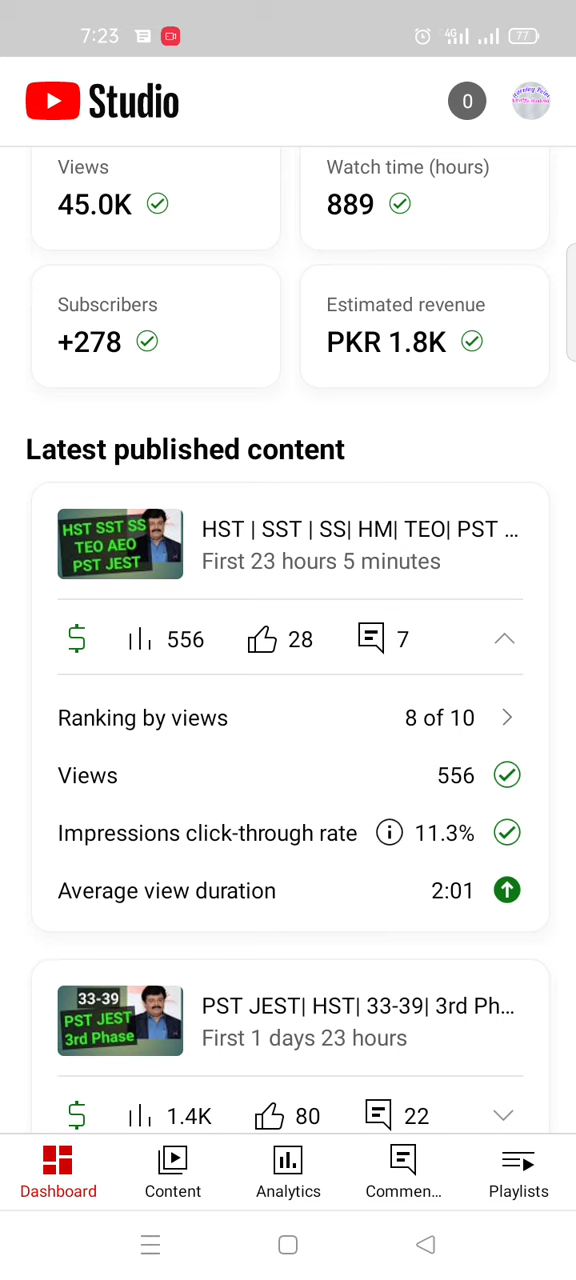 7:23
4G
77
Studio
0
Views
45.0K
Watch time (hours)
889
Subscribers
+278
Estimated revenue
PKR 1.8K
Latest published content
HST SST SS
TEO AEO
PST JEST
HST | SST | SS| HM| TEO| PST ...
First 23 hours 5 minutes
556
28
7
Ranking by views
8 of 10
Views
556
Impressions click-through rate
11.3%
Average view duration
2:01
33-39
PST JEST
3rd Phase
PST JEST| HST| 33-39| 3rd Ph...
First 1 days 23 hours
1.4K
80
22
Dashboard
Content
Analytics
Commen...
Playlists